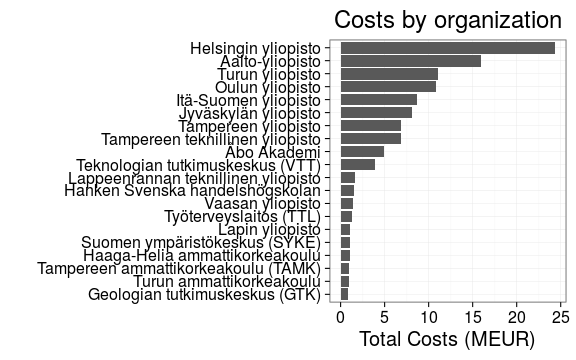 Costs by organization
Helsingin yliopisto
Aalto-yliopisto
Turun yliopisto
Oulun yliopisto
Itä-Suomen yliopisto
Jyväskylän yliopisto
Tampereen yliopisto
Tampereen teknillinen yliopisto
Åbo Akademi
Teknologian tutkimuskeskus (VTT)
Lappeenrannan teknillinen yliopisto
Hanken Svenska handelshögskolan
Vaasan yliopisto
Työterveyslaitos (TTL)
Lapin yliopisto
Suomen ympäristökeskus (SYKE)
Haaga-Helia ammattikorkeakoulu
Tampereen ammattikorkeakoulu (TAMK)
Turun ammattikorkeakoulu
Geologian tutkimuskeskus (GTK)
0 5 10 15 20 25
Total Costs (MEUR)